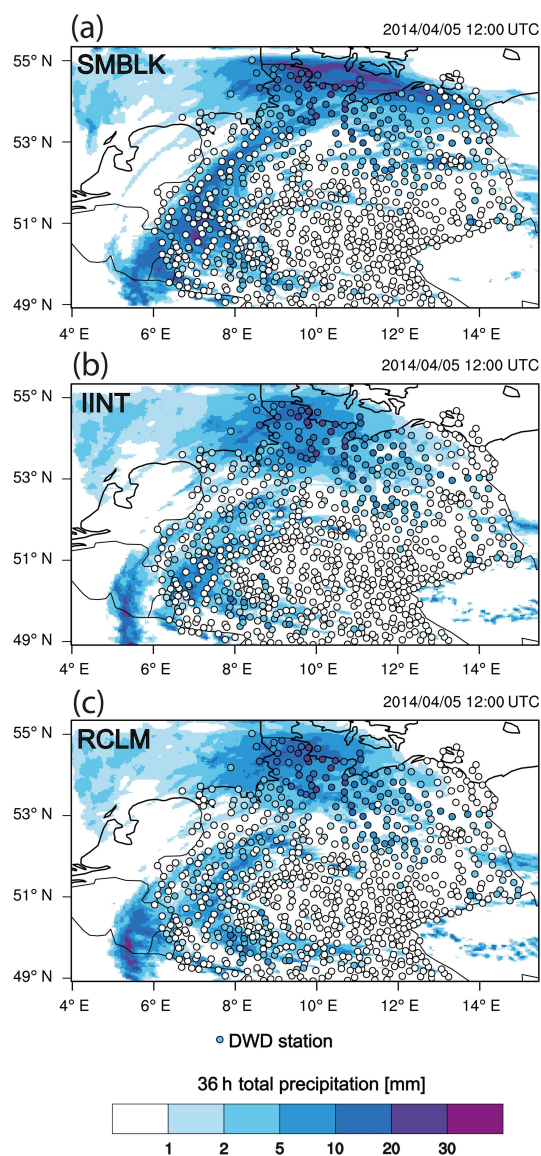 (a)
2014/04/05 12:00 UTC
SMBLK
55° N
53° N
51° N
49° N
4° E 6° E 8° E 10° E 12° E 14° E
(b)
2014/04/05 12:00 UTC
IINT
55° N
53° N
51° N
49° N
4° E 6° E 8° E 10° E 12° E 14° E
(c)
2014/04/05 12:00 UTC
RCLM
55° N
53° N
51° N
49° N
4° E 6° E 8° E 10° E 12° E 14° E
DWD station
36 h total precipitation [mm]
1 2 5 10 20 30